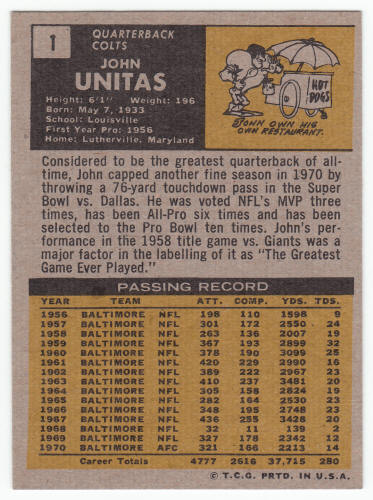 1
QUARTERBACK
COLTS
JOHN
UNITAS
Height: 6'1" Weight: 196
Born: May 7, 1933
School: Louisville
First Year Pro: 1956
Home: Lutherville, Maryland
HOT
DOGS
JOHN OWNS HIS
OWN RESTAURANT.
Considered to be the greatest quarterback of all-
time, John capped another fine season in 1970 by
throwing a 76-yard touchdown pass in the Super
Bowl vs. Dallas. He was voted NFL's MVP three
times, has been All-Pro six times and has been
selected to the Pro Bowl ten times. John's per-
formance in the 1958 title game vs. Giants was a
major factor in the labelling of it as "The Greatest
Game Ever Played."
PASSING RECORD
YEAR TEAM ATT. COMP. YDS. TDS.
1956 BALTIMORE NFL 198 110 1598 9
1957 BALTIMORE NFL 301 172 2550 24
1958 BALTIMORE NFL 263 136 2007 19
1959 BALTIMORE NFL 367 193 2899 32
1960 BALTIMORE NFL 378 190 3099 25
1961 BALTIMORE NFL 420 229 2990 16
1962 BALTIMORE NFL 389 222 2967 23
1963 BALTIMORE NFL 410 237 3481 20
1964 BALTIMORE NFL 305 158 2824 19
1965 BALTIMORE NFL 282 164 2530 23
1966 BALTIMORE NFL 348 195 2748 22
1967 BALTIMORE NFL 436 255 3428 20
1968 BALTIMORE NFL 32 11 139 2
1969 BALTIMORE NFL 327 178 2342 12
1970 BALTIMORE AFC 321 166 2213 14
Career Totals 4777 2616 37,715 280
© T.C.G. PRTD. IN U.S.A.